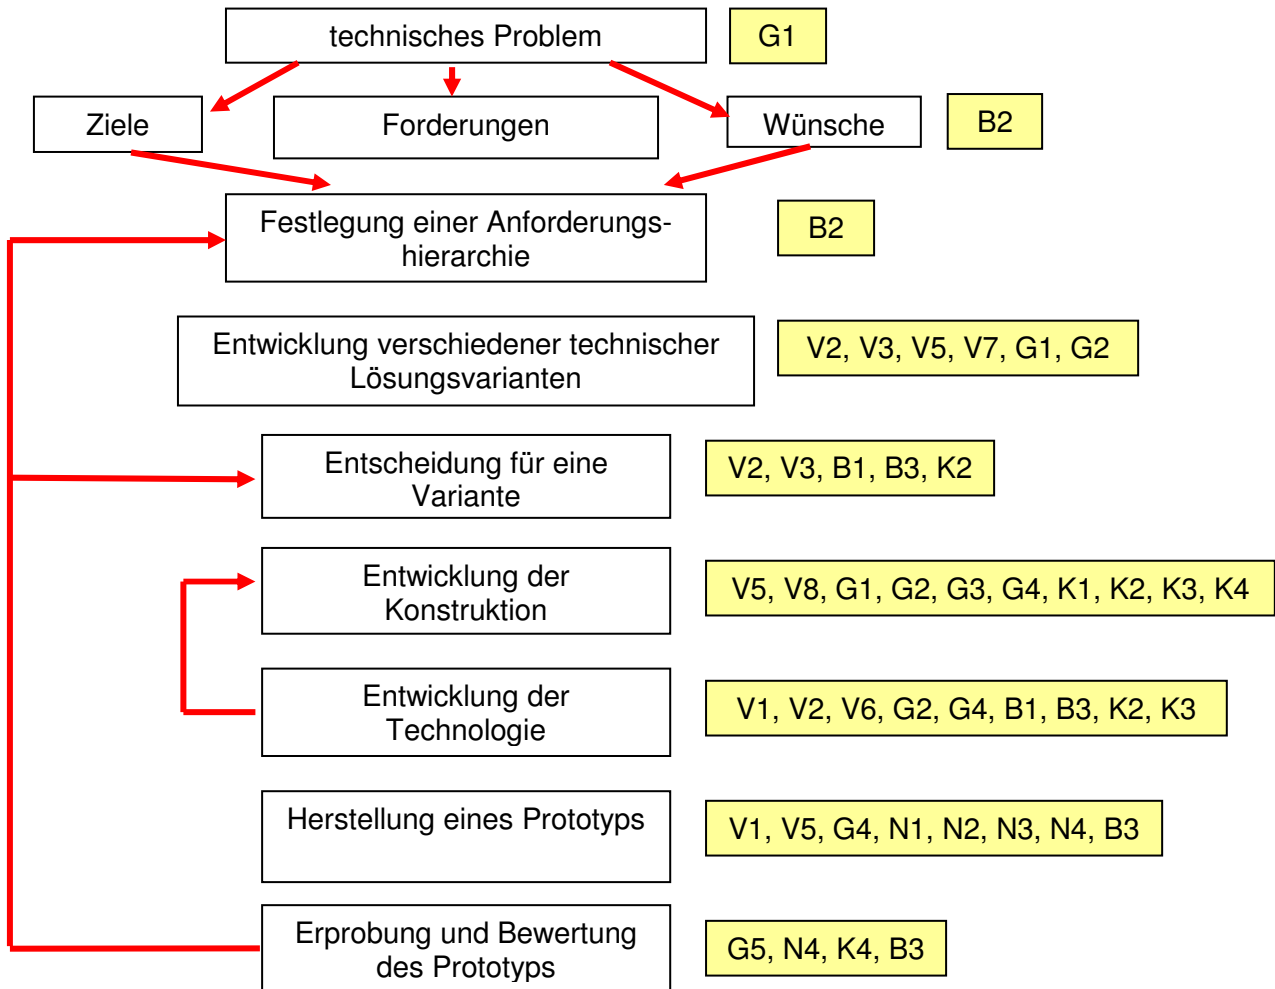 technisches Problem
G1
Ziele
Forderungen
Wünsche
B2
Festlegung einer Anforderungs-
hierarchie
B2
Entwicklung verschiedener technischer
Lösungsvarianten
V2, V3, V5, V7, G1, G2
Entscheidung für eine
Variante
V2, V3, B1, B3, K2
Entwicklung der
Konstruktion
V5, V8, G1, G2, G3, G4, K1, K2, K3, K4
Entwicklung der
Technologie
V1, V2, V6, G2, G4, B1, B3, K2, K3
Herstellung eines Prototyps
V1, V5, G4, N1, N2, N3, N4, B3
Erprobung und Bewertung
des Prototyps
G5, N4, K4, B3